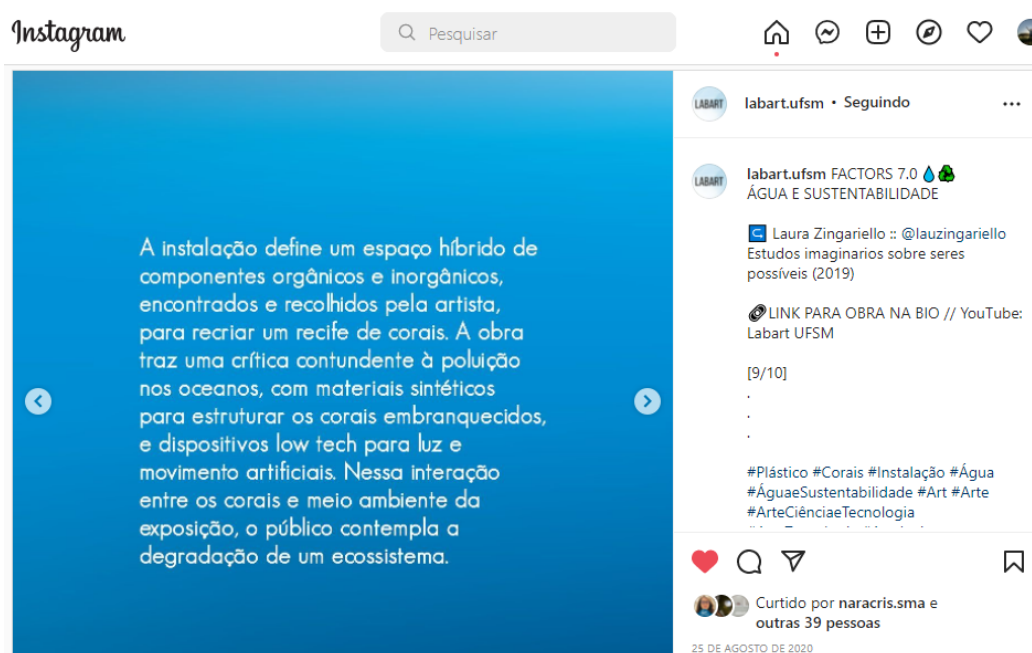 Instagram
Pesquisar
A instalação define um espaço híbrido de
componentes orgânicos e inorgânicos,
encontrados e recolhidos pela artista,
para recriar um recife de corais. A obra
traz uma crítica contundente à poluição
nos oceanos, com materiais sintéticos
para estruturar os corais embranquecidos,
e dispositivos low tech para luz e
movimento artificiais. Nessa interação
entre os corais e meio ambiente da
exposição, o público contempla a
degradação de um ecossistema.
LABART
labart.ufsm • Seguindo
LABART
labart.ufsm FACTORS 7.0 💧♻
ÁGUA E SUSTENTABILIDADE
Laura Zingariello :: @lauzingariello
Estudos imaginarios sobre seres
possíveis (2019)
LINK PARA OBRA NA BIO // YouTube:
Labart UFSM
[9/10]
.
.
.
#Plástico #Corais #Instalação #Água
#ÁguaeSustentabilidade #Art #Arte
#ArteCiênciaeTecnologia
Curtido por naracris.sma e
outras 39 pessoas
25 DE AGOSTO DE 2020